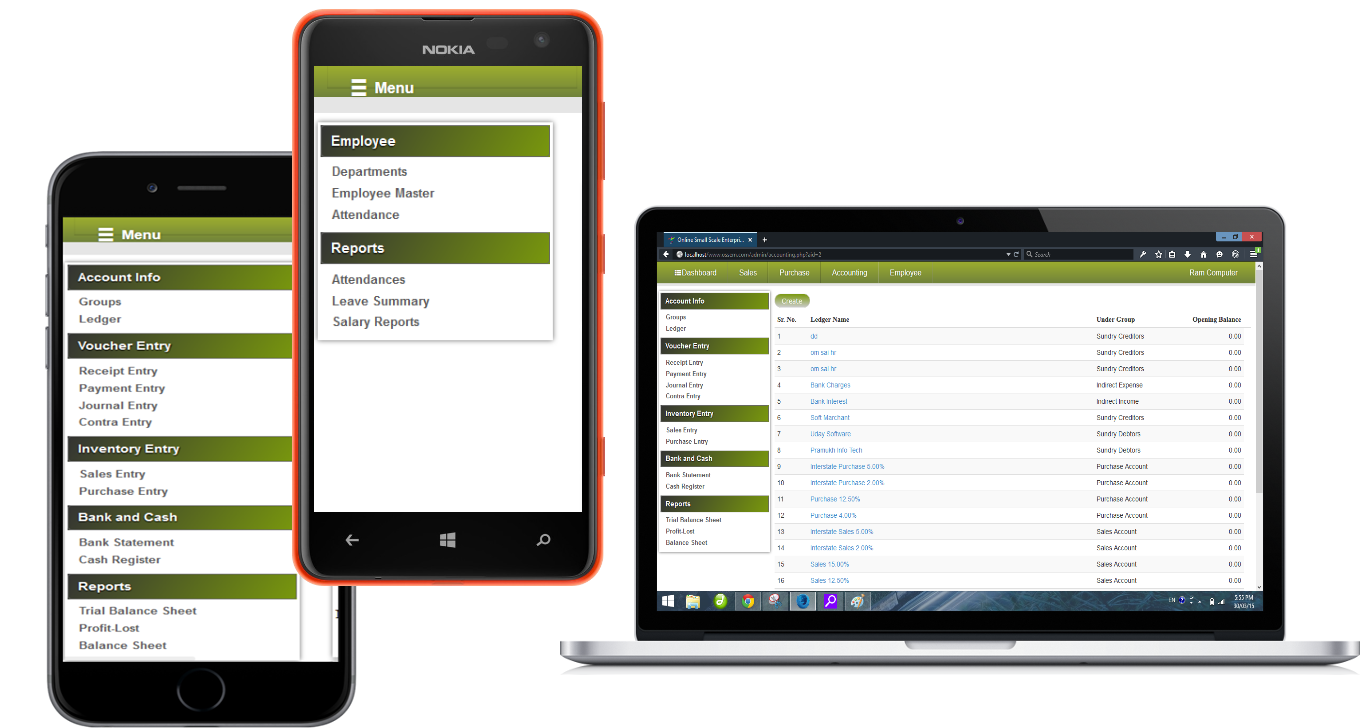 NOKIA
Menu
Employee
Departments
Employee Master
Attendance
Reports
Attendances
Leave Summary
Salary Reports
Menu
Account Info
Groups
Ledger
Voucher Entry
Receipt Entry
Payment Entry
Journal Entry
Contra Entry
Inventory Entry
Sales Entry
Purchase Entry
Bank and Cash
Bank Statement
Cash Register
Reports
Trial Balance Sheet
Profit-Lost
Balance Sheet
Online Small Scale Enterpri...
localhost/www.ossem.com/admin/accounting.php?aid=2
Search
Dashboard Sales Purchase Accounting Employee Ram Computer
Account Info
Groups
Ledger
Voucher Entry
Receipt Entry
Payment Entry
Journal Entry
Contra Entry
Inventory Entry
Sales Entry
Purchase Entry
Bank and Cash
Bank Statement
Cash Register
Reports
Trial Balance Sheet
Profit-Lost
Balance Sheet
Create
Sr. No. Ledger Name Under Group Opening Balance
1 dd Sundry Creditors 0.00
2 om sai hr Sundry Creditors 0.00
3 om sai hr Sundry Creditors 0.00
4 Bank Charges Indirect Expense 0.00
5 Bank Interest Indirect Income 0.00
6 Soft Marchant Sundry Creditors 0.00
7 Uday Software Sundry Debtors 0.00
8 Pramukh Info Tech Sundry Debtors 0.00
9 Interstate Purchase 5.00% Purchase Account 0.00
10 Interstate Purchase 2.00% Purchase Account 0.00
11 Purchase 12.50% Purchase Account 0.00
12 Purchase 4.00% Purchase Account 0.00
13 Interstate Sales 5.00% Sales Account 0.00
14 Interstate Sales 2.00% Sales Account 0.00
15 Sales 15.00% Sales Account 0.00
16 Sales 12.50% Sales Account 0.00
EN
5:55 PM
30/03/15